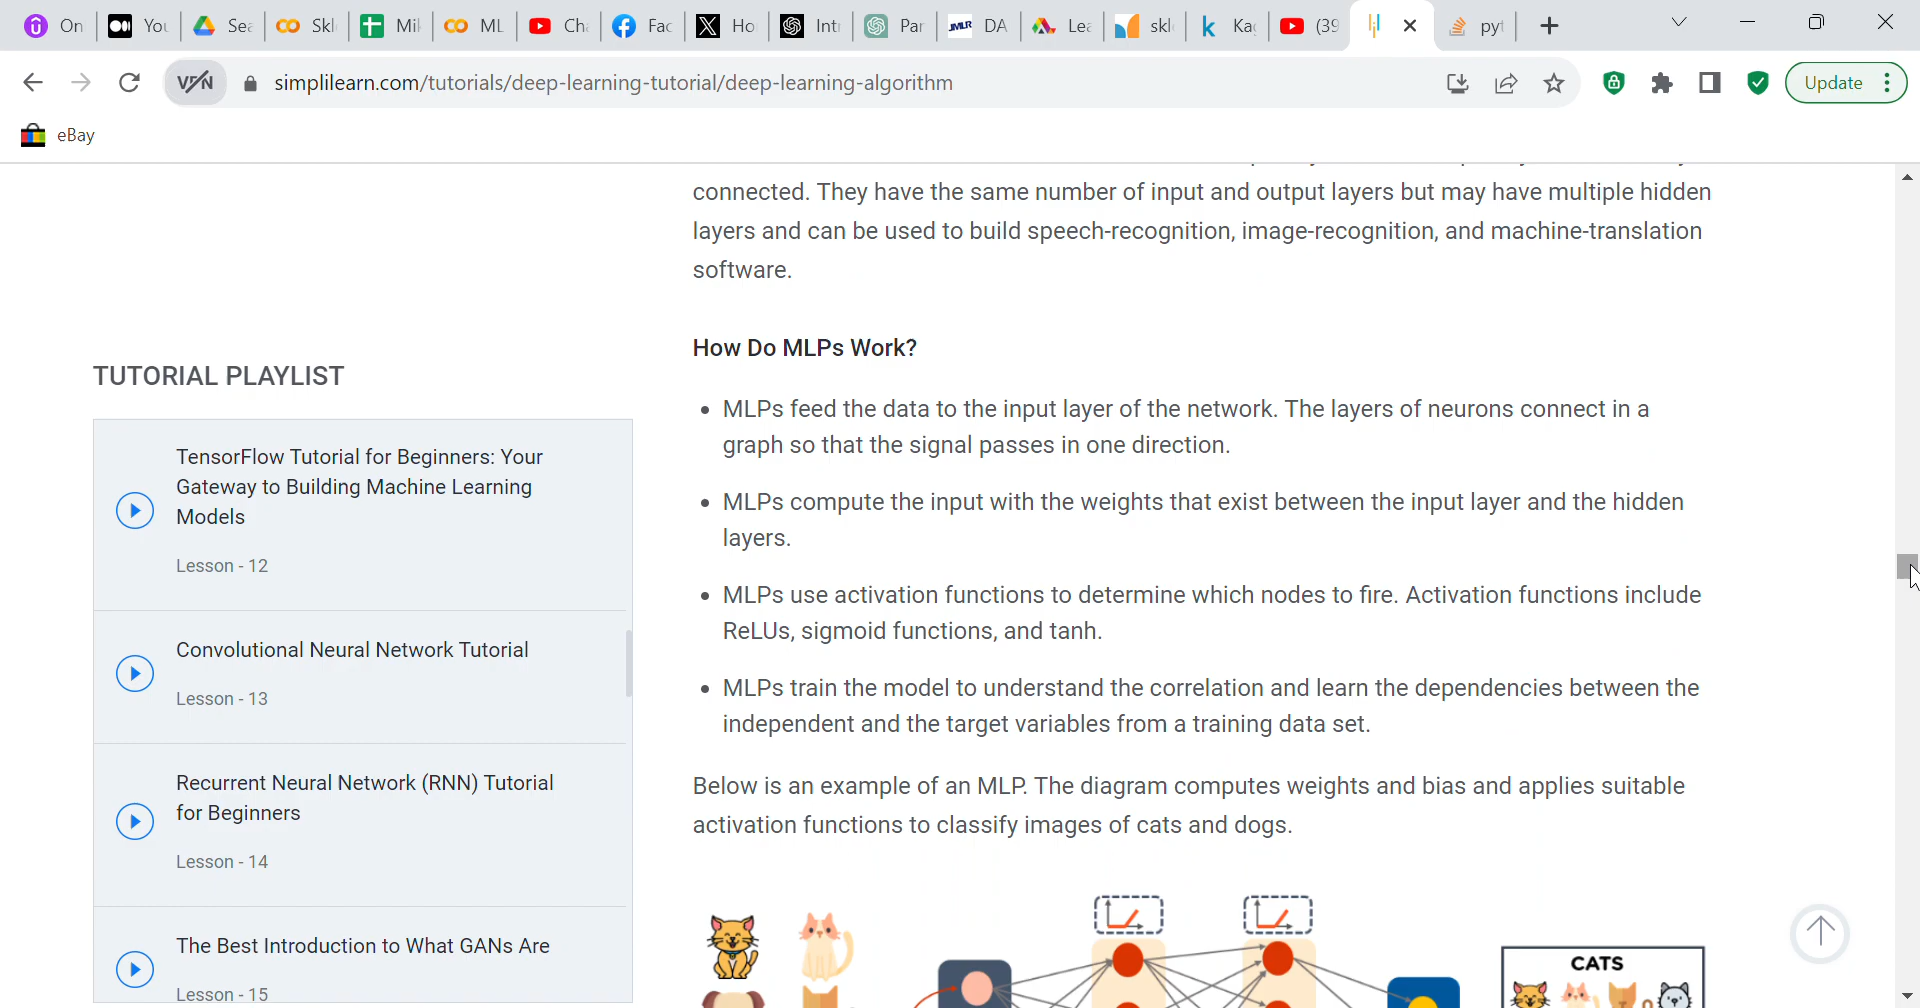 On
You
Sea
Skl
Mi
ML
Ch
Fac
Ho
Int
Par
JMLR DA
Lea
skl
k Ka
(39
pyt
VPN
simplilearn.com/tutorials/deep-learning-tutorial/deep-learning-algorithm
Update
eBay
connected. They have the same number of input and output layers but may have multiple hidden
layers and can be used to build speech-recognition, image-recognition, and machine-translation
software.
How Do MLPs Work?
• MLPs feed the data to the input layer of the network. The layers of neurons connect in a
graph so that the signal passes in one direction.
• MLPs compute the input with the weights that exist between the input layer and the hidden
layers.
• MLPs use activation functions to determine which nodes to fire. Activation functions include
ReLUs, sigmoid functions, and tanh.
• MLPs train the model to understand the correlation and learn the dependencies between the
independent and the target variables from a training data set.
Below is an example of an MLP. The diagram computes weights and bias and applies suitable
activation functions to classify images of cats and dogs.
CATS
TUTORIAL PLAYLIST
TensorFlow Tutorial for Beginners: Your
Gateway to Building Machine Learning
Models
Lesson - 12
Convolutional Neural Network Tutorial
Lesson - 13
Recurrent Neural Network (RNN) Tutorial
for Beginners
Lesson - 14
The Best Introduction to What GANs Are
Lesson - 15